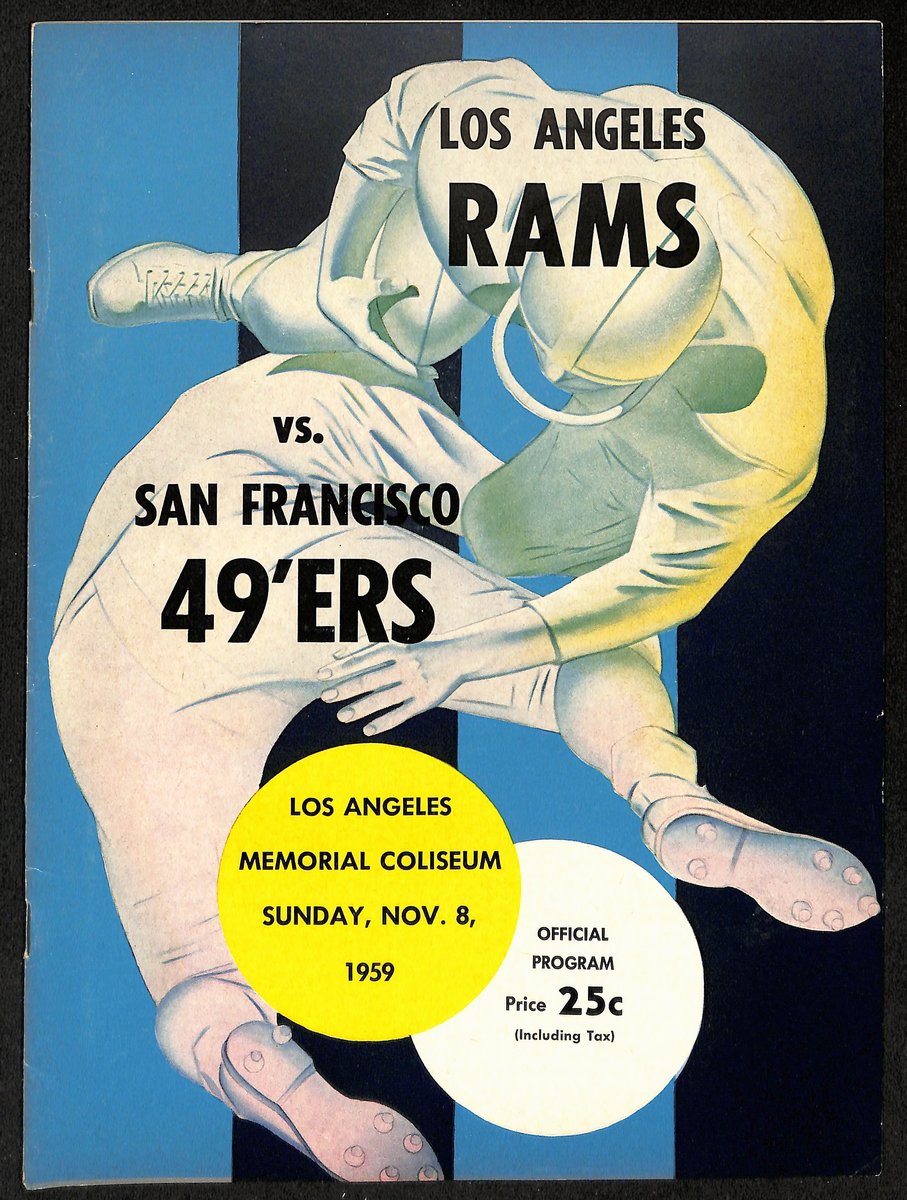 LOS ANGELES
RAMS
vs.
SAN FRANCISCO
49'ERS
LOS ANGELES
MEMORIAL COLISEUM
SUNDAY, NOV. 8,
1959
OFFICIAL
PROGRAM
Price 25c
(Including Tax)